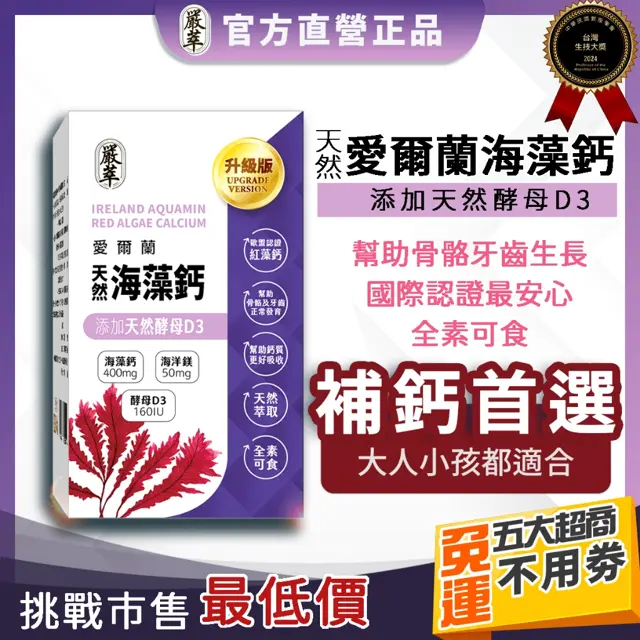 嚴萃
官方直營正品
台灣
生技大獎
2024
嚴萃
升級版
UPGRADE
VERSION
IRELAND AQUAMIN
RED ALGAE CALCIUM
愛爾蘭
天然海藻鈣
添加天然酵母D3
海藻鈣
400mg
海洋鎂
50mg
酵母D3
160IU
歐盟認證
紅藻鈣
幫助
骨骼及牙齒
正常發育
幫助鈣質
更好吸收
天然
萃取
全素
可食
天然愛爾蘭海藻鈣
添加天然酵母D3
幫助骨骼牙齒生長
國際認證最安心
全素可食
補鈣首選
大人小孩都適合
挑戰市售最低價
免運
五大超商
不用券